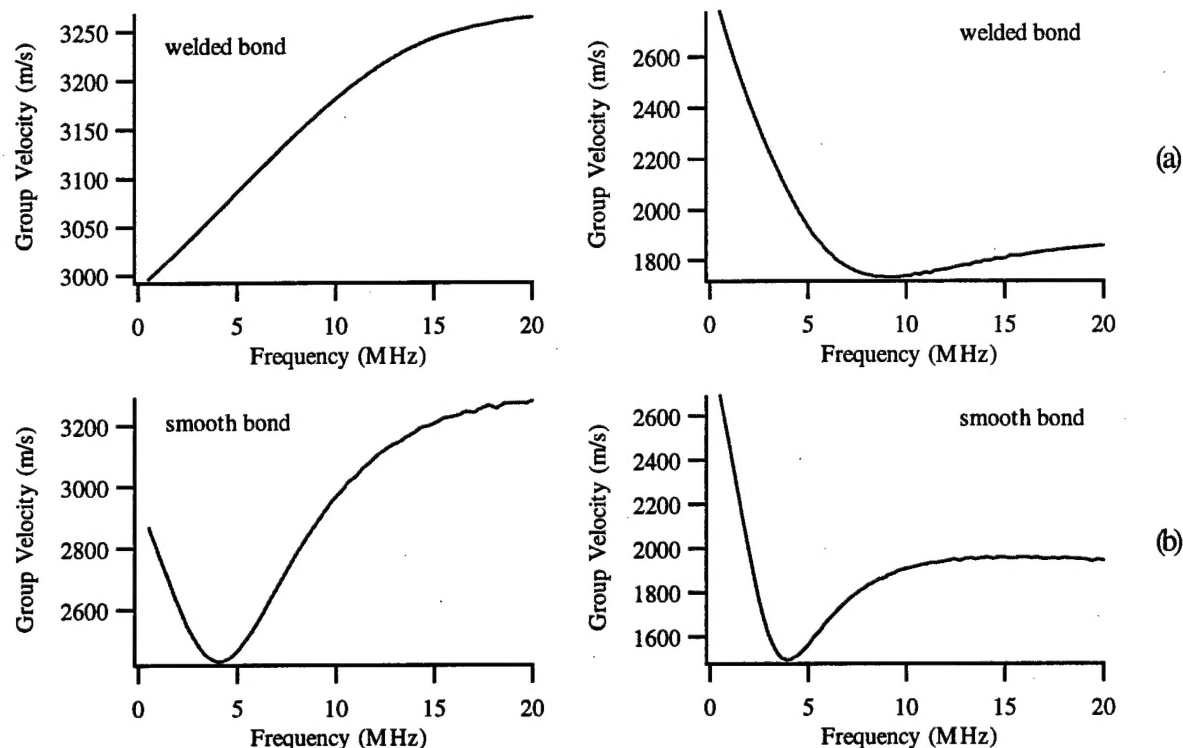 Group Velocity (m/s)
welded bond
3250
3200
3150
3100
3050
3000
0 5 10 15 20
Frequency (MHz)
Group Velocity (m/s)
welded bond
2600
2400
2200
2000
1800
0 5 10 15 20
Frequency (MHz)
(a)
Group Velocity (m/s)
smooth bond
3200
3000
2800
2600
0 5 10 15 20
Frequency (MHz)
Group Velocity (m/s)
smooth bond
2600
2400
2200
2000
1800
1600
0 5 10 15 20
Frequency (MHz)
(b)